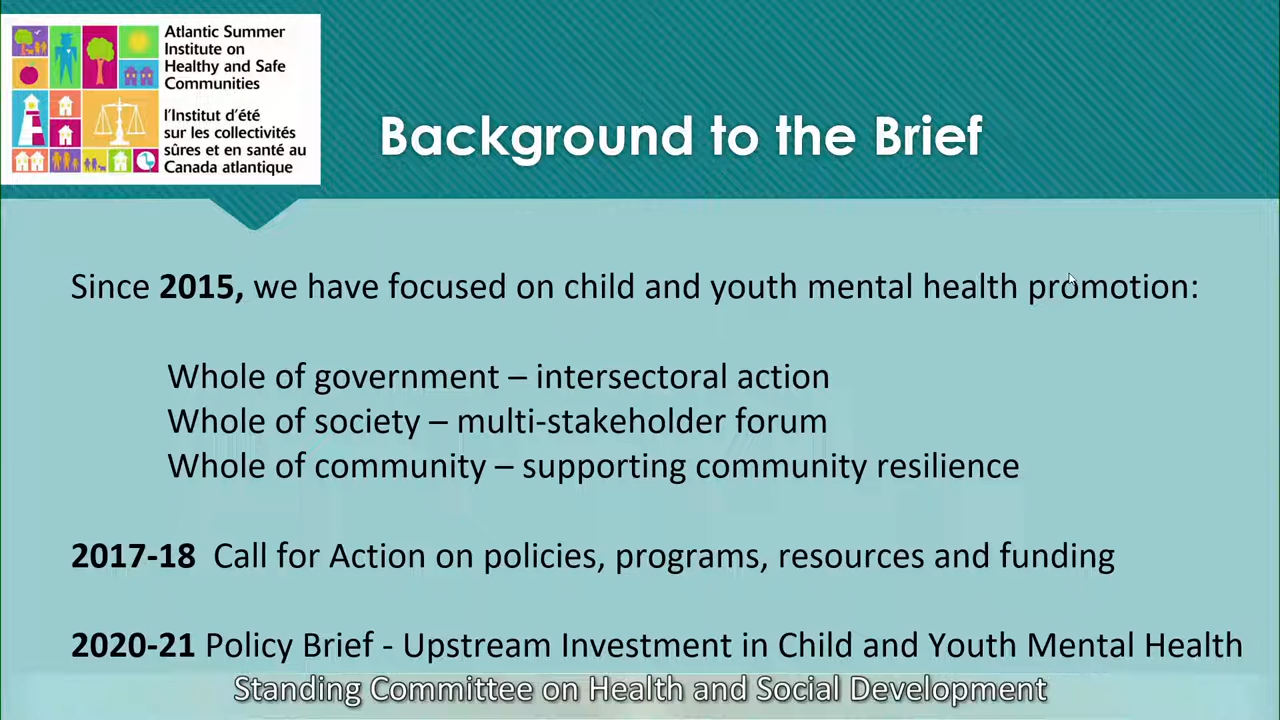 Atlantic Summer
Institute on
Healthy and Safe
Communities
l'Institut d'été
sur les collectivités
sûres et en santé au
Canada atlantique
Background to the Brief
Since 2015, we have focused on child and youth mental health promotion:
Whole of government – intersectoral action
Whole of society – multi-stakeholder forum
Whole of community – supporting community resilience
2017-18 Call for Action on policies, programs, resources and funding
2020-21 Policy Brief - Upstream Investment in Child and Youth Mental Health
Standing Committee on Health and Social Development